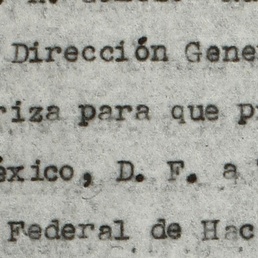 Dirección Gene
riza para que p
éxico, D. F. a
Federal de Hac